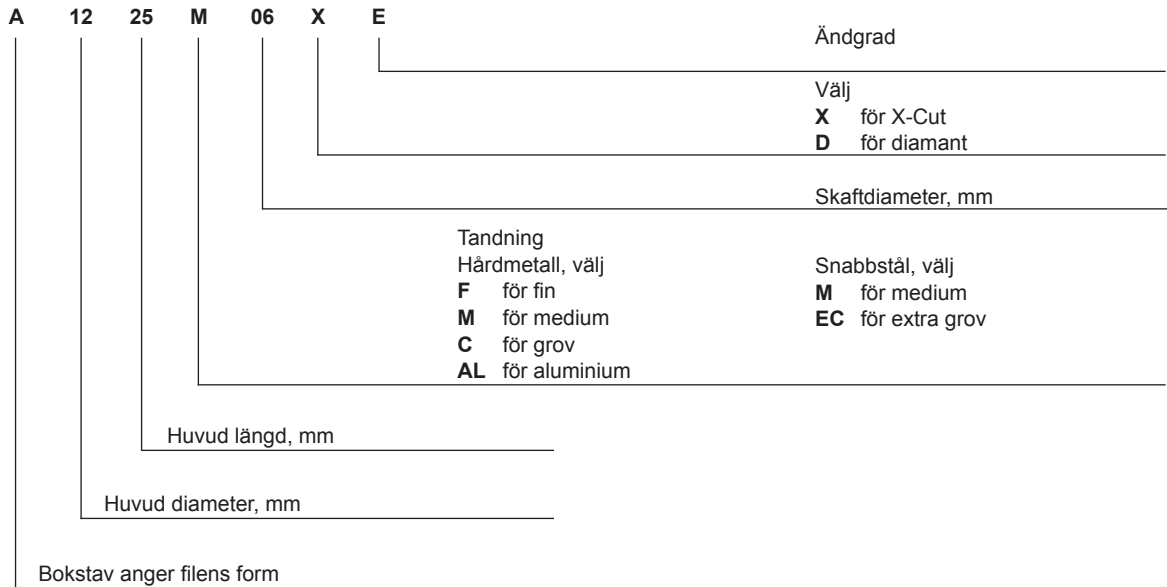 A 12 25 M 06 X E
Ändgrad
Välj
X för X-Cut
D för diamant
Skaftdiameter, mm
Tandning
Hårdmetall, välj
F för fin
M för medium
C för grov
AL för aluminium
Snabbstål, välj
M för medium
EC för extra grov
Huvud längd, mm
Huvud diameter, mm
Bokstav anger filens form